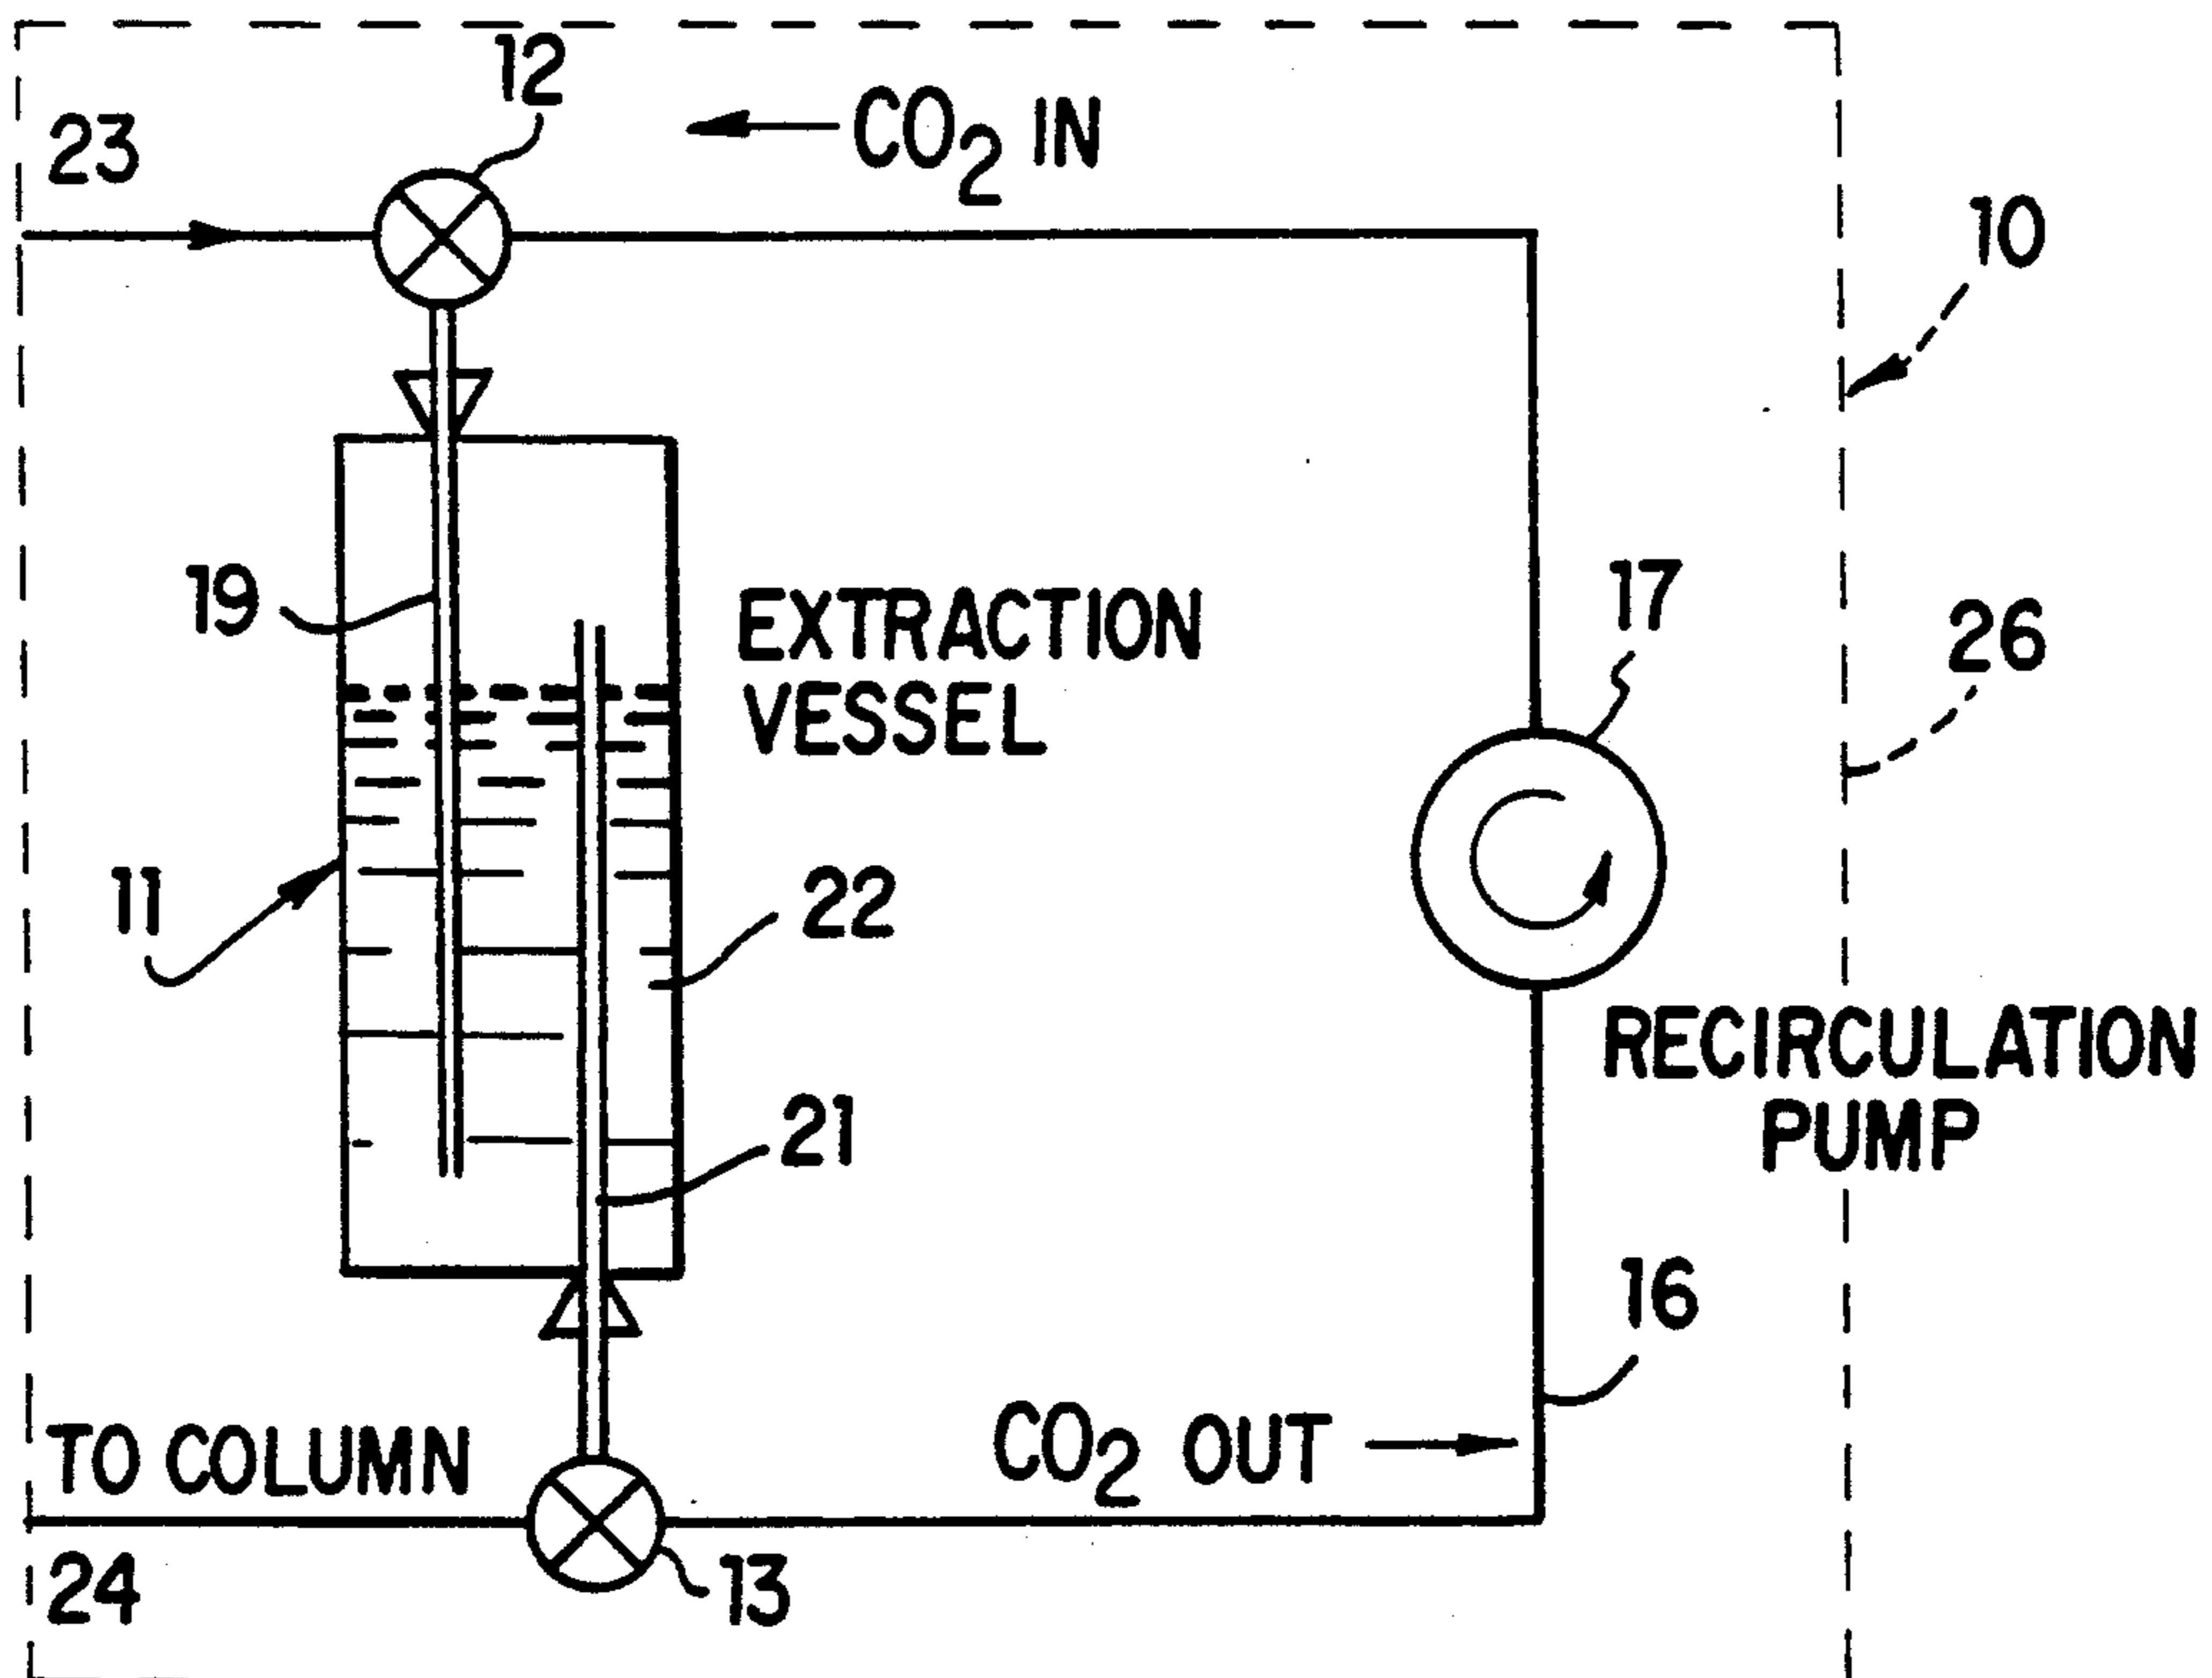 12
CO2 IN
23
10
17
19
EXTRACTION
VESSEL
26
11
22
RECIRCULATION
PUMP
21
16
TO COLUMN
CO2 OUT
24
13